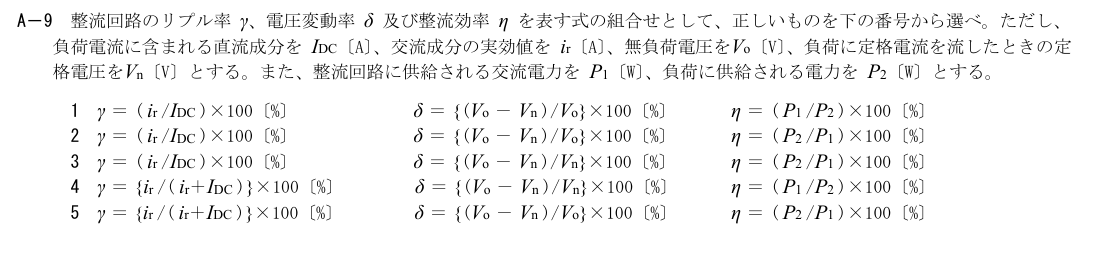 A－9 整流回路のリプル率 γ、電圧変動率 δ 及び整流効率 η を表す式の組合せとして、正しいものを下の番号から選べ。ただし、
負荷電流に含まれる直流成分を IDC〔A〕、交流成分の実効値を ir〔A〕、無負荷電圧をVo〔V〕、負荷に定格電流を流したときの定
格電圧をVn〔V〕とする。また、整流回路に供給される交流電力を P1〔W〕、負荷に供給される電力を P2〔W〕とする。
1 γ＝(ir/IDC)×100〔%〕 δ＝{(Vo－Vn)/Vo}×100〔%〕 η＝(P1/P2)×100〔%〕
2 γ＝(ir/IDC)×100〔%〕 δ＝{(Vo－Vn)/Vo}×100〔%〕 η＝(P2/P1)×100〔%〕
3 γ＝(ir/IDC)×100〔%〕 δ＝{(Vo－Vn)/Vn}×100〔%〕 η＝(P2/P1)×100〔%〕
4 γ＝{ir/(ir+IDC)}×100〔%〕 δ＝{(Vo－Vn)/Vn}×100〔%〕 η＝(P1/P2)×100〔%〕
5 γ＝{ir/(ir+IDC)}×100〔%〕 δ＝{(Vo－Vn)/Vo}×100〔%〕 η＝(P2/P1)×100〔%〕